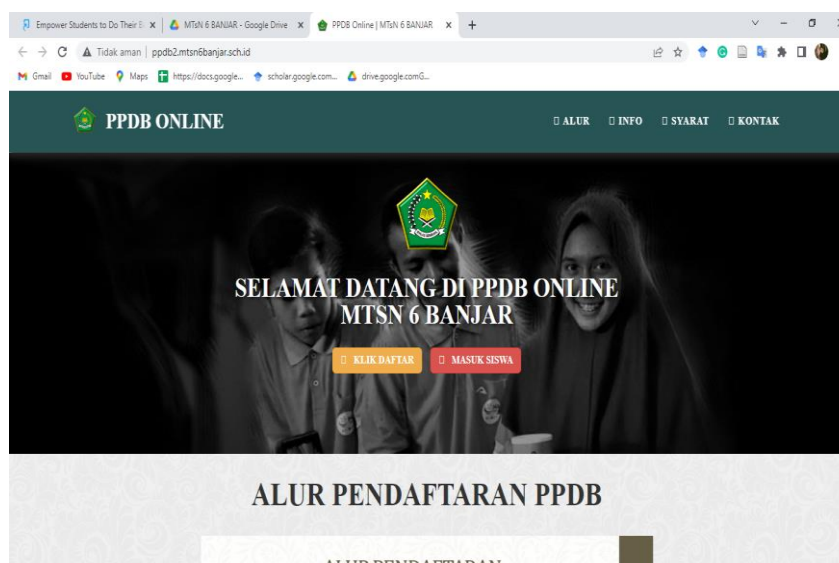 Empower Students to Do Their B
MTsN 6 BANJAR - Google Drive
PPDB Online | MTsN 6 BANJAR
Tidak aman
ppdb2.mtsn6banjar.sch.id
Gmail
YouTube
Maps
https://docs.google...
scholar.google.com...
drive.google.comG...
PPDB ONLINE
ALUR
INFO
SYARAT
KONTAK
SELAMAT DATANG DI PPDB ONLINE
MTSN 6 BANJAR
KLIK DAFTAR
MASUK SISWA
ALUR PENDAFTARAN PPDB
ALUR PENDAFTARAN